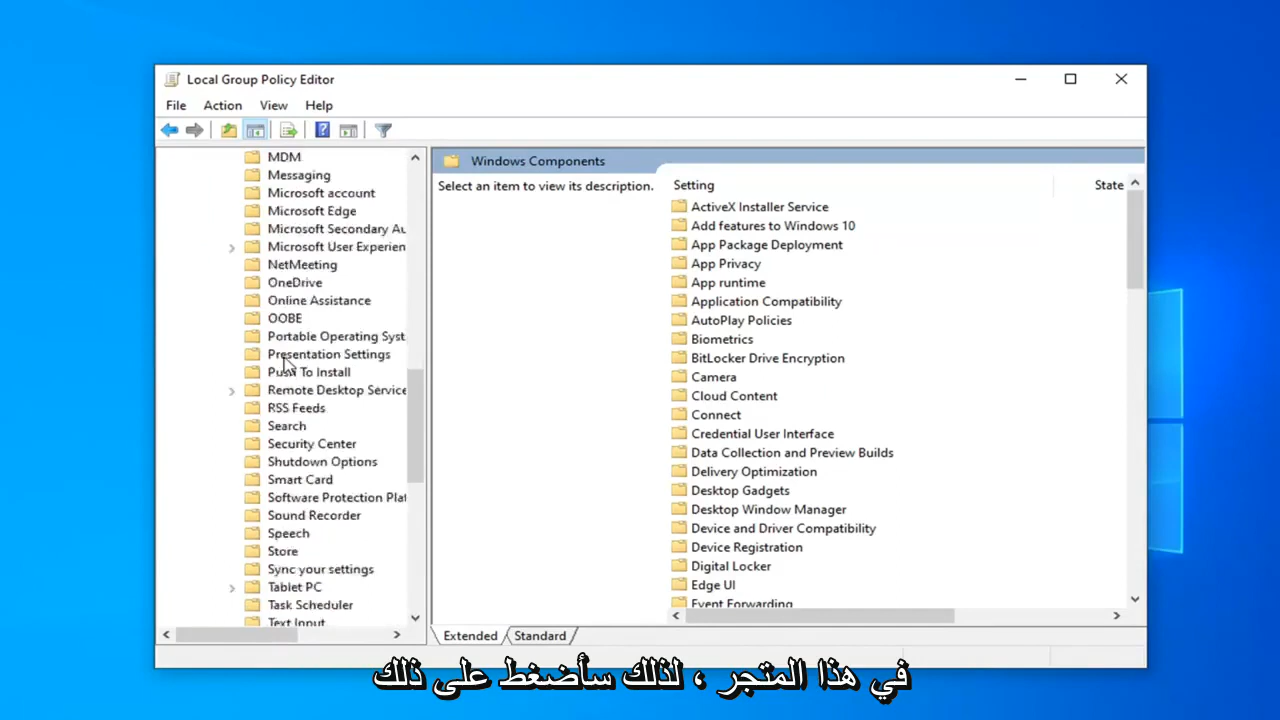 Local Group Policy Editor
File Action View Help
MDM
Messaging
Microsoft account
Microsoft Edge
Microsoft Secondary Au
Microsoft User Experien
NetMeeting
OneDrive
Online Assistance
OOBE
Portable Operating Syst
Presentation Settings
Push To Install
Remote Desktop Service
RSS Feeds
Search
Security Center
Shutdown Options
Smart Card
Software Protection Plat
Sound Recorder
Speech
Store
Sync your settings
Tablet PC
Task Scheduler
Text Input
Windows Components
Select an item to view its description.
Setting State
ActiveX Installer Service
Add features to Windows 10
App Package Deployment
App Privacy
App runtime
Application Compatibility
AutoPlay Policies
Biometrics
BitLocker Drive Encryption
Camera
Cloud Content
Connect
Credential User Interface
Data Collection and Preview Builds
Delivery Optimization
Desktop Gadgets
Desktop Window Manager
Device and Driver Compatibility
Device Registration
Digital Locker
Edge UI
Event Forwarding
Extended Standard
في هذا المتجر ، لذلك سأضغط على ذلك